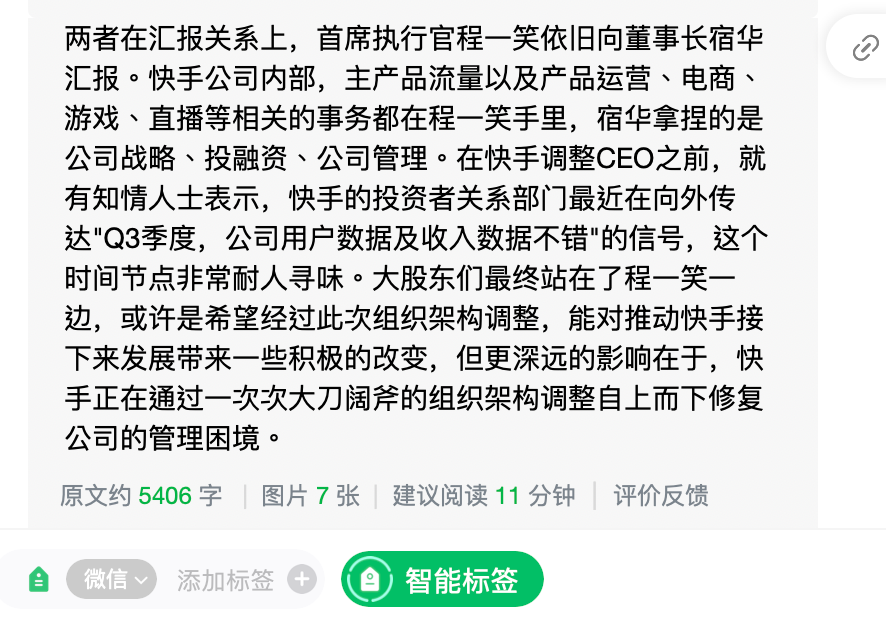 两者在汇报关系上，首席执行官程一笑依旧向董事长宿华
汇报。快手公司内部，主产品流量以及产品运营、电商、
游戏、直播等相关的事务都在程一笑手里，宿华拿捏的是
公司战略、投融资、公司管理。在快手调整CEO之前，就
有知情人士表示，快手的投资者关系部门最近在向外传
达"Q3季度，公司用户数据及收入数据不错"的信号，这个
时间节点非常耐人寻味。大股东们最终站在了程一笑一
边，或许是希望经过此次组织架构调整，能对推动快手接
下来发展带来一些积极的改变，但更深远的影响在于，快
手正在通过一次次大刀阔斧的组织架构调整自上而下修复
公司的管理困境。
原文约 5406 字 | 图片 7 张 | 建议阅读 11 分钟 | 评价反馈
微信 添加标签 智能标签